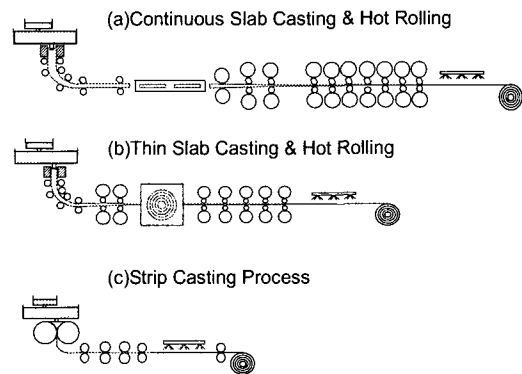 (a)Continuous Slab Casting & Hot Rolling
(b)Thin Slab Casting & Hot Rolling
(c)Strip Casting Process